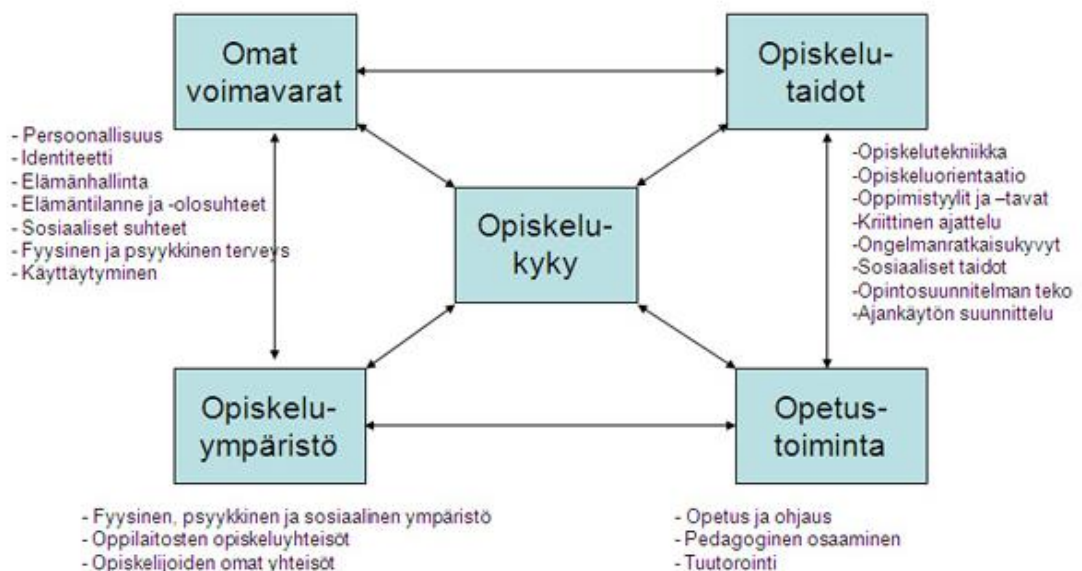 Omat
voimavarat
- Persoonallisuus
- Identiteetti
- Elämänhallinta
- Elämäntilanne ja -olosuhteet
- Sosiaaliset suhteet
- Fyysinen ja psyykkinen terveys
- Käyttäytyminen
Opiskelu-
taidot
-Opiskelutekniikka
-Opiskeluorientaatio
-Oppimistyylit ja –tavat
-Kriittinen ajattelu
-Ongelmanratkaisukyvyt
-Sosiaaliset taidot
-Opintosuunnitelman teko
-Ajankäytön suunnittelu
Opiskelu-
kyky
Opiskelu-
ympäristö
- Fyysinen, psyykkinen ja sosiaalinen ympäristö
- Oppilaitosten opiskeluyhteisöt
- Opiskelijoiden omat yhteisöt
Opetus-
toiminta
- Opetus ja ohjaus
- Pedagoginen osaaminen
- Tuutorointi